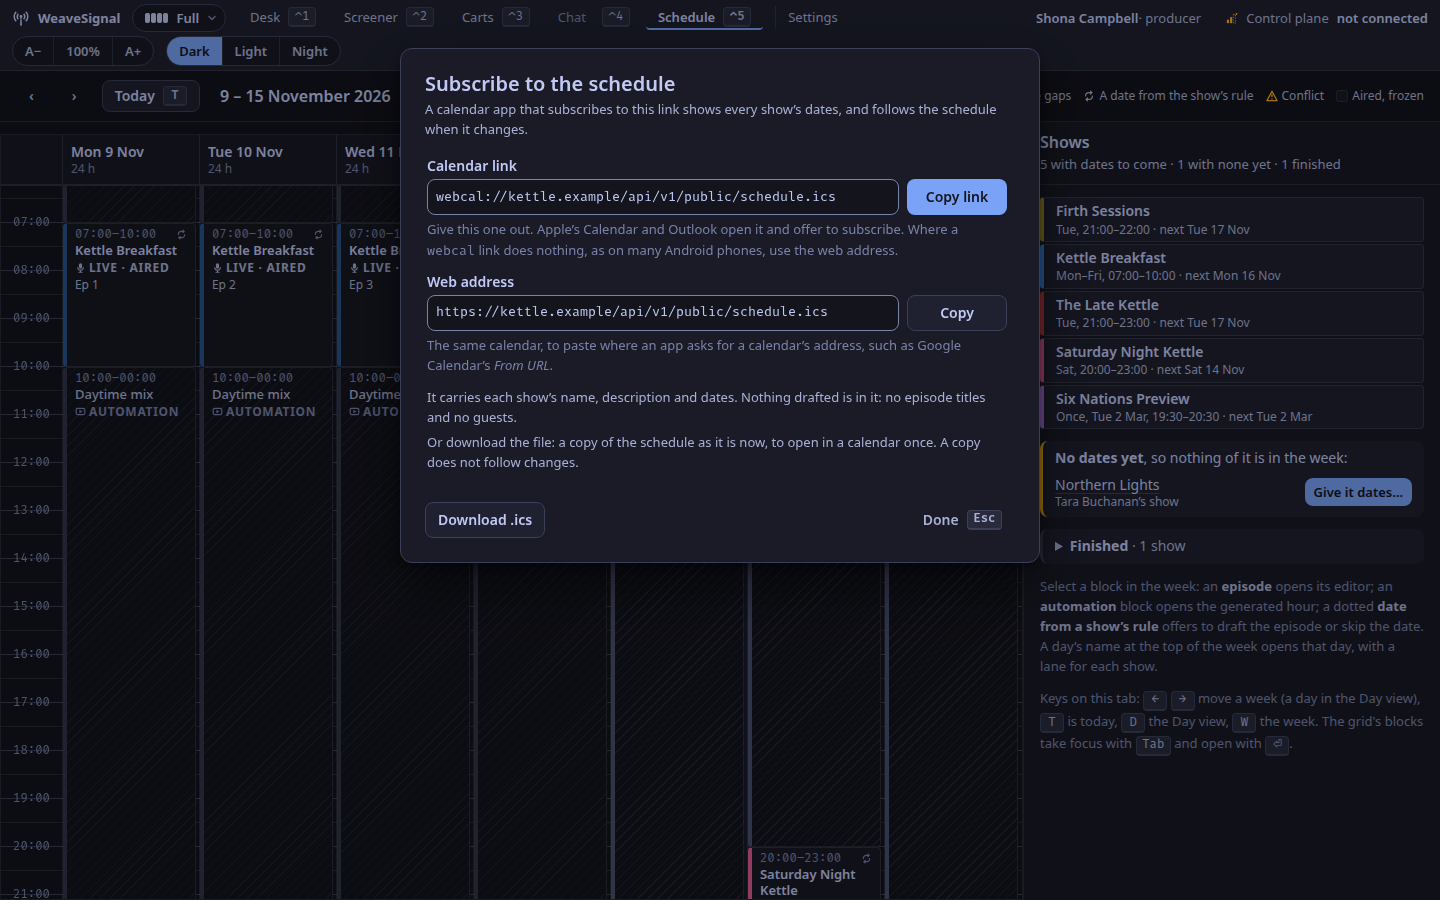 WeaveSignal
Full
Desk ^1
Screener ^2
Carts ^3
Chat ^4
Schedule ^5
Settings
Shona Campbell · producer
Control plane not connected
A− 100% A+
Dark Light Night
‹ › Today T
9 – 15 November 2026
gaps
A date from the show's rule
Conflict
Aired, frozen
Subscribe to the schedule
A calendar app that subscribes to this link shows every show's dates, and follows the schedule
when it changes.
Calendar link
webcal://kettle.example/api/v1/public/schedule.ics
Copy link
Give this one out. Apple's Calendar and Outlook open it and offer to subscribe. Where a
webcal link does nothing, as on many Android phones, use the web address.
Web address
https://kettle.example/api/v1/public/schedule.ics
Copy
The same calendar, to paste where an app asks for a calendar's address, such as Google
Calendar's From URL.
It carries each show's name, description and dates. Nothing drafted is in it: no episode titles
and no guests.
Or download the file: a copy of the schedule as it is now, to open in a calendar once. A copy
does not follow changes.
Download .ics
Done Esc
Mon 9 Nov
24 h
Tue 10 Nov
24 h
Wed 11
24 h
07:00
08:00
09:00
10:00
11:00
12:00
13:00
14:00
15:00
16:00
17:00
18:00
19:00
20:00
21:00
07:00–10:00
Kettle Breakfast
LIVE · AIRED
Ep 1
10:00–00:00
Daytime mix
AUTOMATION
07:00–10:00
Kettle Breakfast
LIVE · AIRED
Ep 2
10:00–00:00
Daytime mix
AUTOMATION
07:00–1
Kettle B
LIVE ·
Ep 3
10:00–0
Daytime
AUTO
20:00–23:00
Saturday Night
Kettle
Shows
5 with dates to come · 1 with none yet · 1 finished
Firth Sessions
Tue, 21:00–22:00 · next Tue 17 Nov
Kettle Breakfast
Mon–Fri, 07:00–10:00 · next Mon 16 Nov
The Late Kettle
Tue, 21:00–23:00 · next Tue 17 Nov
Saturday Night Kettle
Sat, 20:00–23:00 · next Sat 14 Nov
Six Nations Preview
Once, Tue 2 Mar, 19:30–20:30 · next Tue 2 Mar
No dates yet, so nothing of it is in the week:
Northern Lights
Tara Buchanan's show
Give it dates…
Finished · 1 show
Select a block in the week: an episode opens its editor; an
automation block opens the generated hour; a dotted date
from a show's rule offers to draft the episode or skip the date.
A day's name at the top of the week opens that day, with a
lane for each show.
Keys on this tab: ← → move a week (a day in the Day view),
T is today, D the Day view, W the week. The grid's blocks
take focus with Tab and open with ⏎.